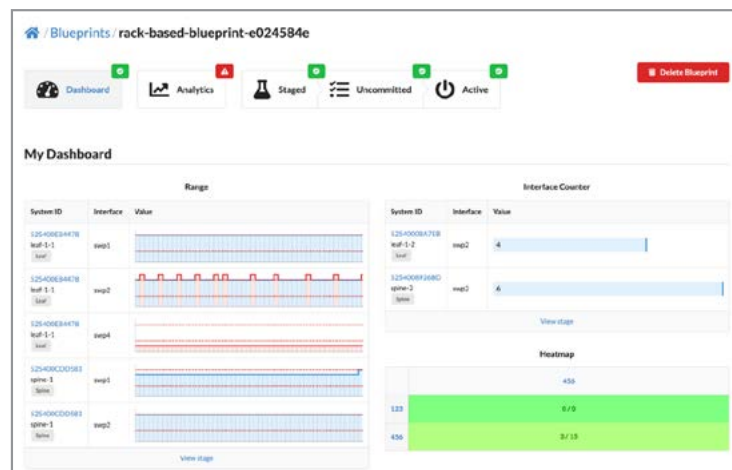 / Blueprints / rack-based-blueprint-e024584e
Dashboard
Analytics
Staged
Uncommitted
Active
Delete Blueprint
My Dashboard
Range
System ID Interface Value
leaf-1-1 swp1
Leaf
leaf-1-1 swp2
Leaf
leaf-1-1 swp4
Leaf
spine-1 swp1
Spine
spine-1 swp2
Spine
View stage
Interface Counter
System ID Interface Value
leaf-1-2 swp2 4
Leaf
spine-2 swp2 6
Spine
View stage
Heatmap
456
123 0 / 0
456